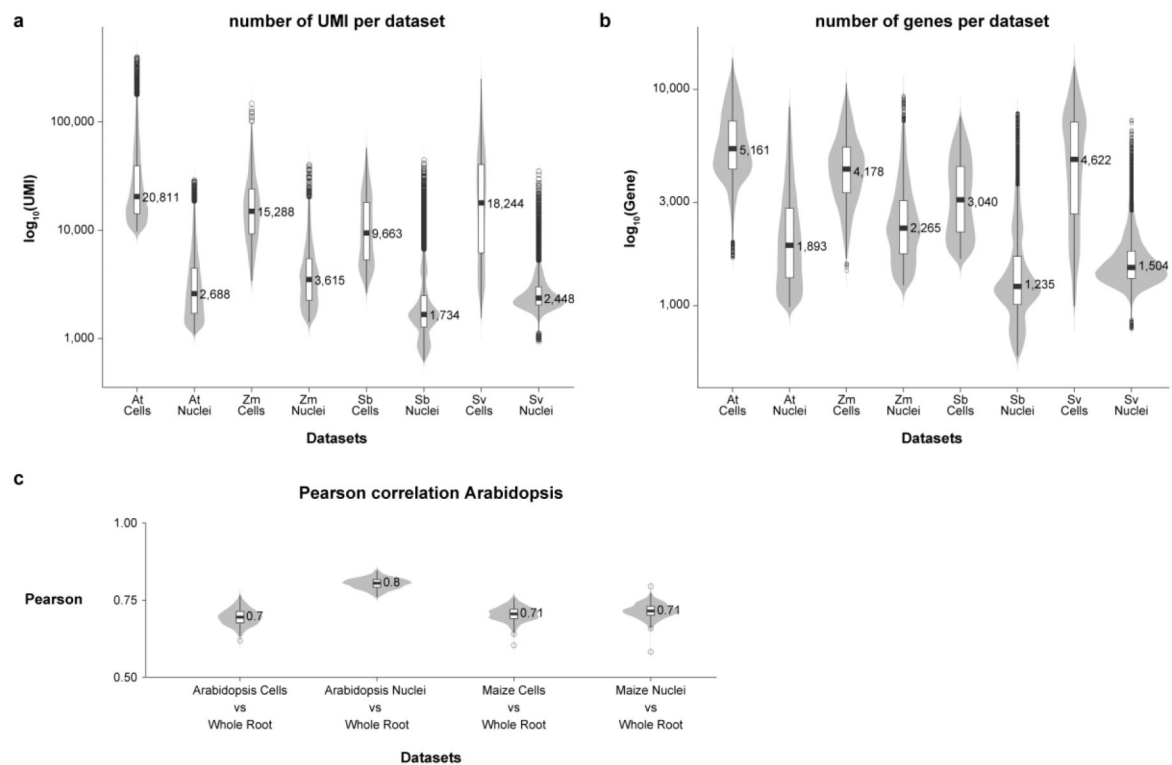 a
number of UMI per dataset
log10(UMI)
100,000
10,000
1,000
20,811
2,688
15,288
3,615
9,663
1,734
18,244
2,448
At Cells
At Nuclei
Zm Cells
Zm Nuclei
Sb Cells
Sb Nuclei
Sv Cells
Sv Nuclei
Datasets
b
number of genes per dataset
log10(Gene)
10,000
3,000
1,000
5,161
1,893
4,178
2,265
3,040
1,235
4,622
1,504
At Cells
At Nuclei
Zm Cells
Zm Nuclei
Sb Cells
Sb Nuclei
Sv Cells
Sv Nuclei
Datasets
c
Pearson correlation Arabidopsis
Pearson
1.00
0.75
0.50
0.7
0.8
0.71
0.71
Arabidopsis Cells
vs
Whole Root
Arabidopsis Nuclei
vs
Whole Root
Maize Cells
vs
Whole Root
Maize Nuclei
vs
Whole Root
Datasets